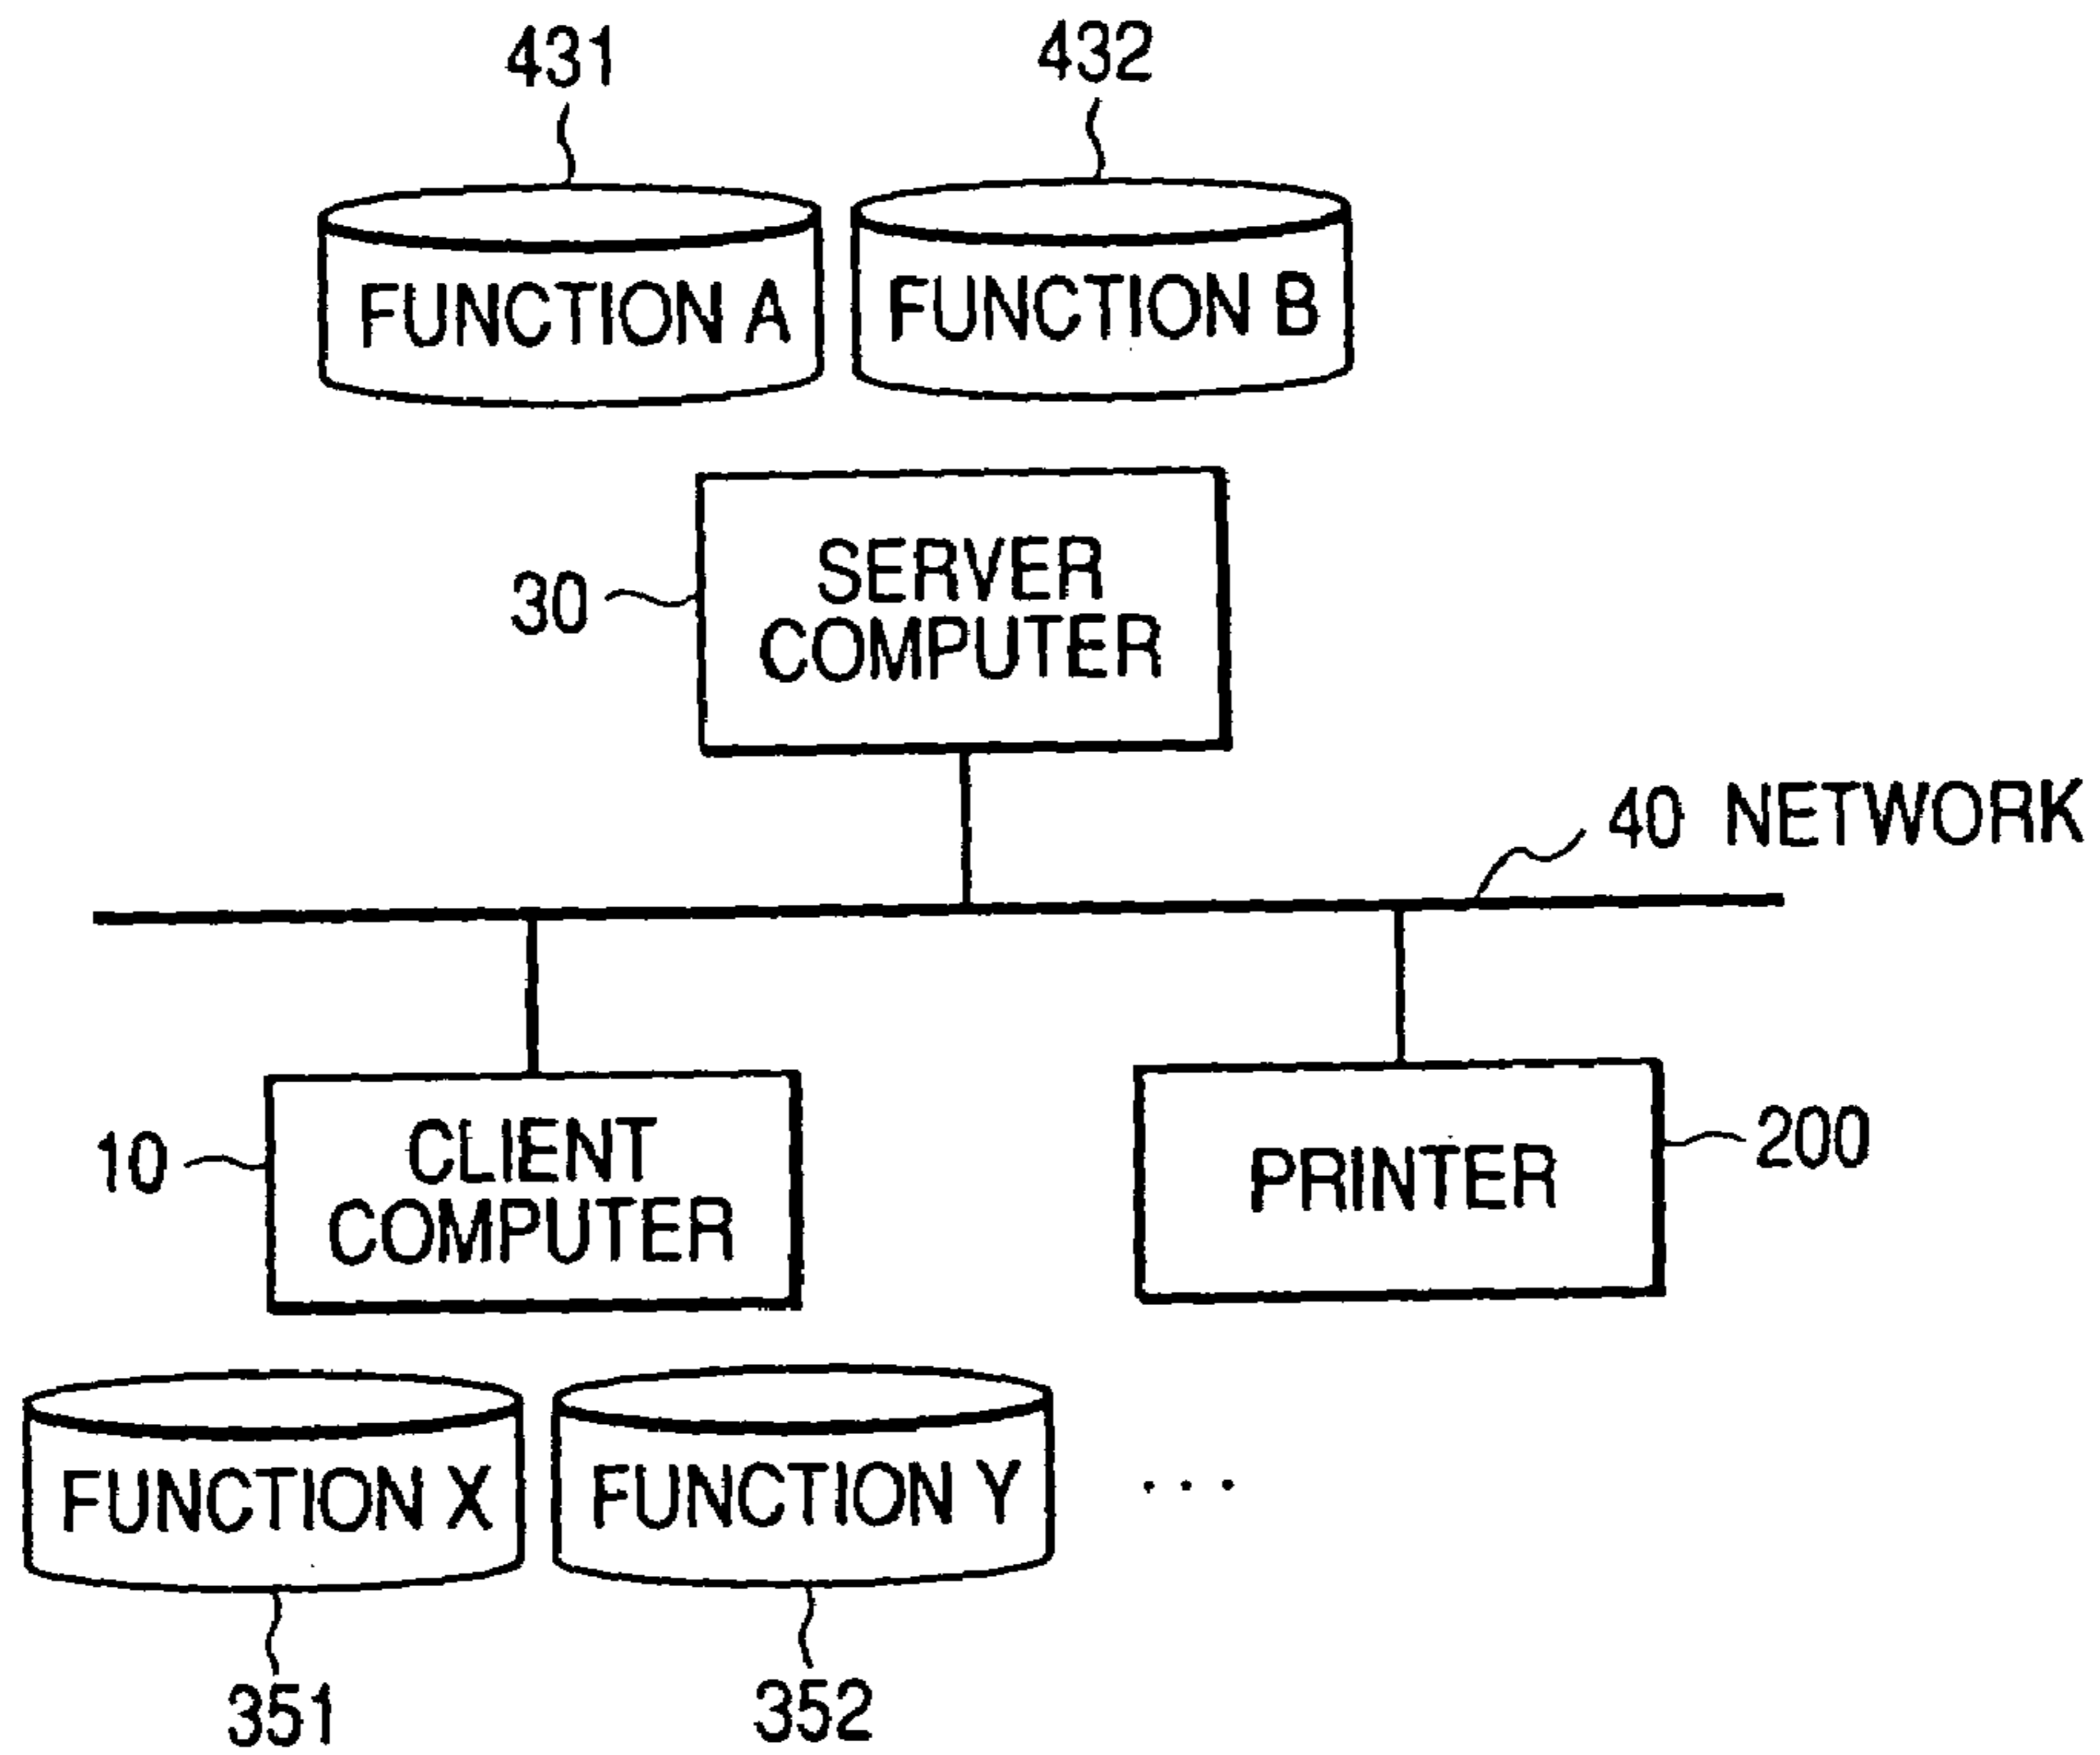 431
432
FUNCTION A
FUNCTION B
30
SERVER
COMPUTER
40 NETWORK
10
CLIENT
COMPUTER
PRINTER
200
FUNCTION X
FUNCTION Y
...
351
352